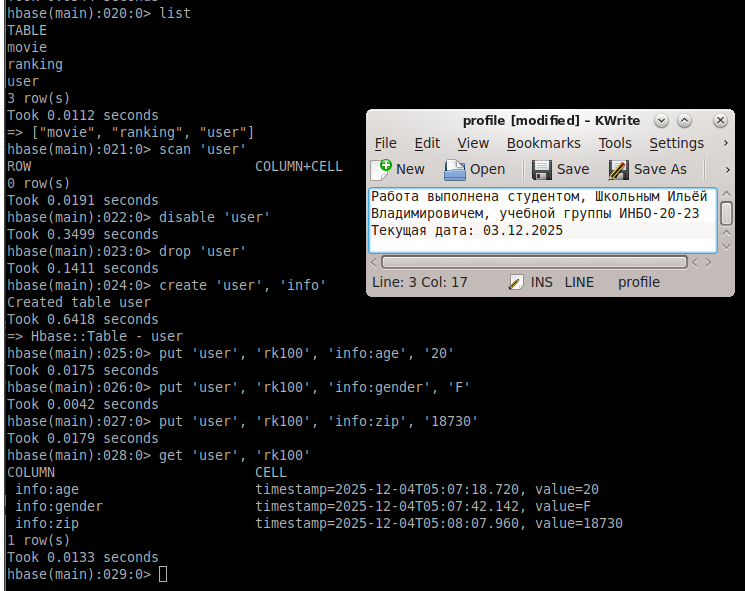 hbase(main):020:0> list
TABLE
movie
ranking
user
3 row(s)
Took 0.0112 seconds
=> ["movie", "ranking", "user"]
hbase(main):021:0> scan 'user'
ROW COLUMN+CELL
0 row(s)
Took 0.0191 seconds
hbase(main):022:0> disable 'user'
Took 0.3499 seconds
hbase(main):023:0> drop 'user'
Took 0.1411 seconds
hbase(main):024:0> create 'user', 'info'
Created table user
Took 0.6418 seconds
=> Hbase::Table - user
hbase(main):025:0> put 'user', 'rk100', 'info:age', '20'
Took 0.0175 seconds
hbase(main):026:0> put 'user', 'rk100', 'info:gender', 'F'
Took 0.0042 seconds
hbase(main):027:0> put 'user', 'rk100', 'info:zip', '18730'
Took 0.0179 seconds
hbase(main):028:0> get 'user', 'rk100'
COLUMN CELL
info:age timestamp=2025-12-04T05:07:18.720, value=20
info:gender timestamp=2025-12-04T05:07:42.142, value=F
info:zip timestamp=2025-12-04T05:08:07.960, value=18730
1 row(s)
Took 0.0133 seconds
hbase(main):029:0>
profile [modified] – KWrite
File Edit View Bookmarks Tools Settings
New Open Save Save As
Работа выполнена студентом, Школьным Ильёй
Владимировичем, учебной группы ИНБО-20-23
Текущая дата: 03.12.2025
Line: 3 Col: 17 INS LINE profile